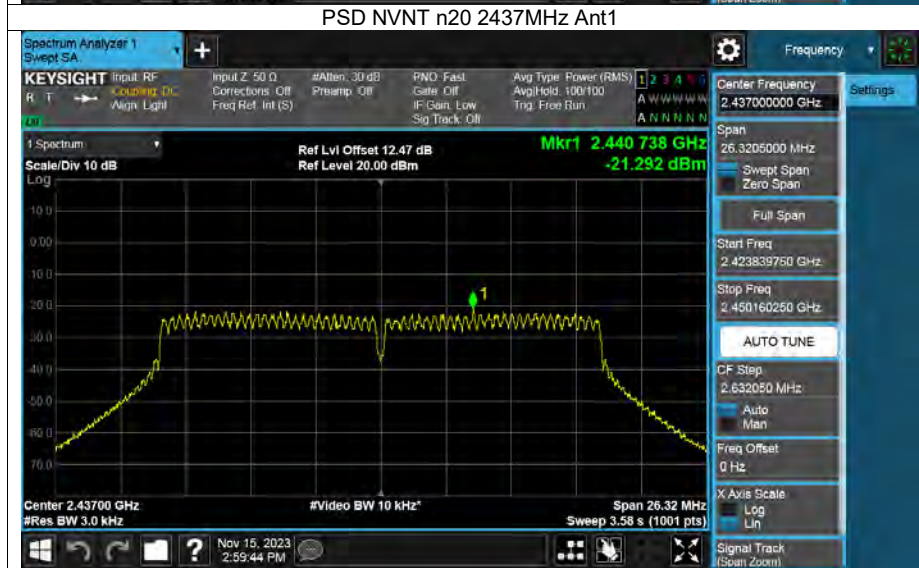 PSD NVNT n20 2437MHz Ant1
Spectrum Analyzer 1
Swept SA
+
Frequency
KEYSIGHT
R T
Input: RF
Coupling: DC
Align: Light
Input Z: 50 Ω
Corrections: Off
Freq Ref: Int (S)
#Atten: 30 dB
Preamp: Off
PNO: Fast
Gate: Off
IF Gain: Low
Sig Track: Off
Avg Type: Power (RMS)
Avg|Hold: 100/100
Trig: Free Run
1 2 3 4 5 6
A W W W W W
A N N N N N
Center Frequency
2.437000000 GHz
Settings
Span
26.3205000 MHz
Swept Span
Zero Span
Full Span
Start Freq
2.423839750 GHz
Stop Freq
2.450160250 GHz
AUTO TUNE
CF Step
2.632050 MHz
Auto
Man
Freq Offset
0 Hz
X Axis Scale
Log
Lin
Signal Track
(Span Zoom)
1 Spectrum
Scale/Div 10 dB
Log
Ref Lvl Offset 12.47 dB
Ref Level 20.00 dBm
Mkr1 2.440 738 GHz
-21.292 dBm
10.0
0.00
-10.0
-20.0
-30.0
-40.0
-50.0
-60.0
-70.0
1
Center 2.43700 GHz
#Res BW 3.0 kHz
#Video BW 10 kHz*
Span 26.32 MHz
Sweep 3.58 s (1001 pts)
?
Nov 15, 2023
2:59:44 PM